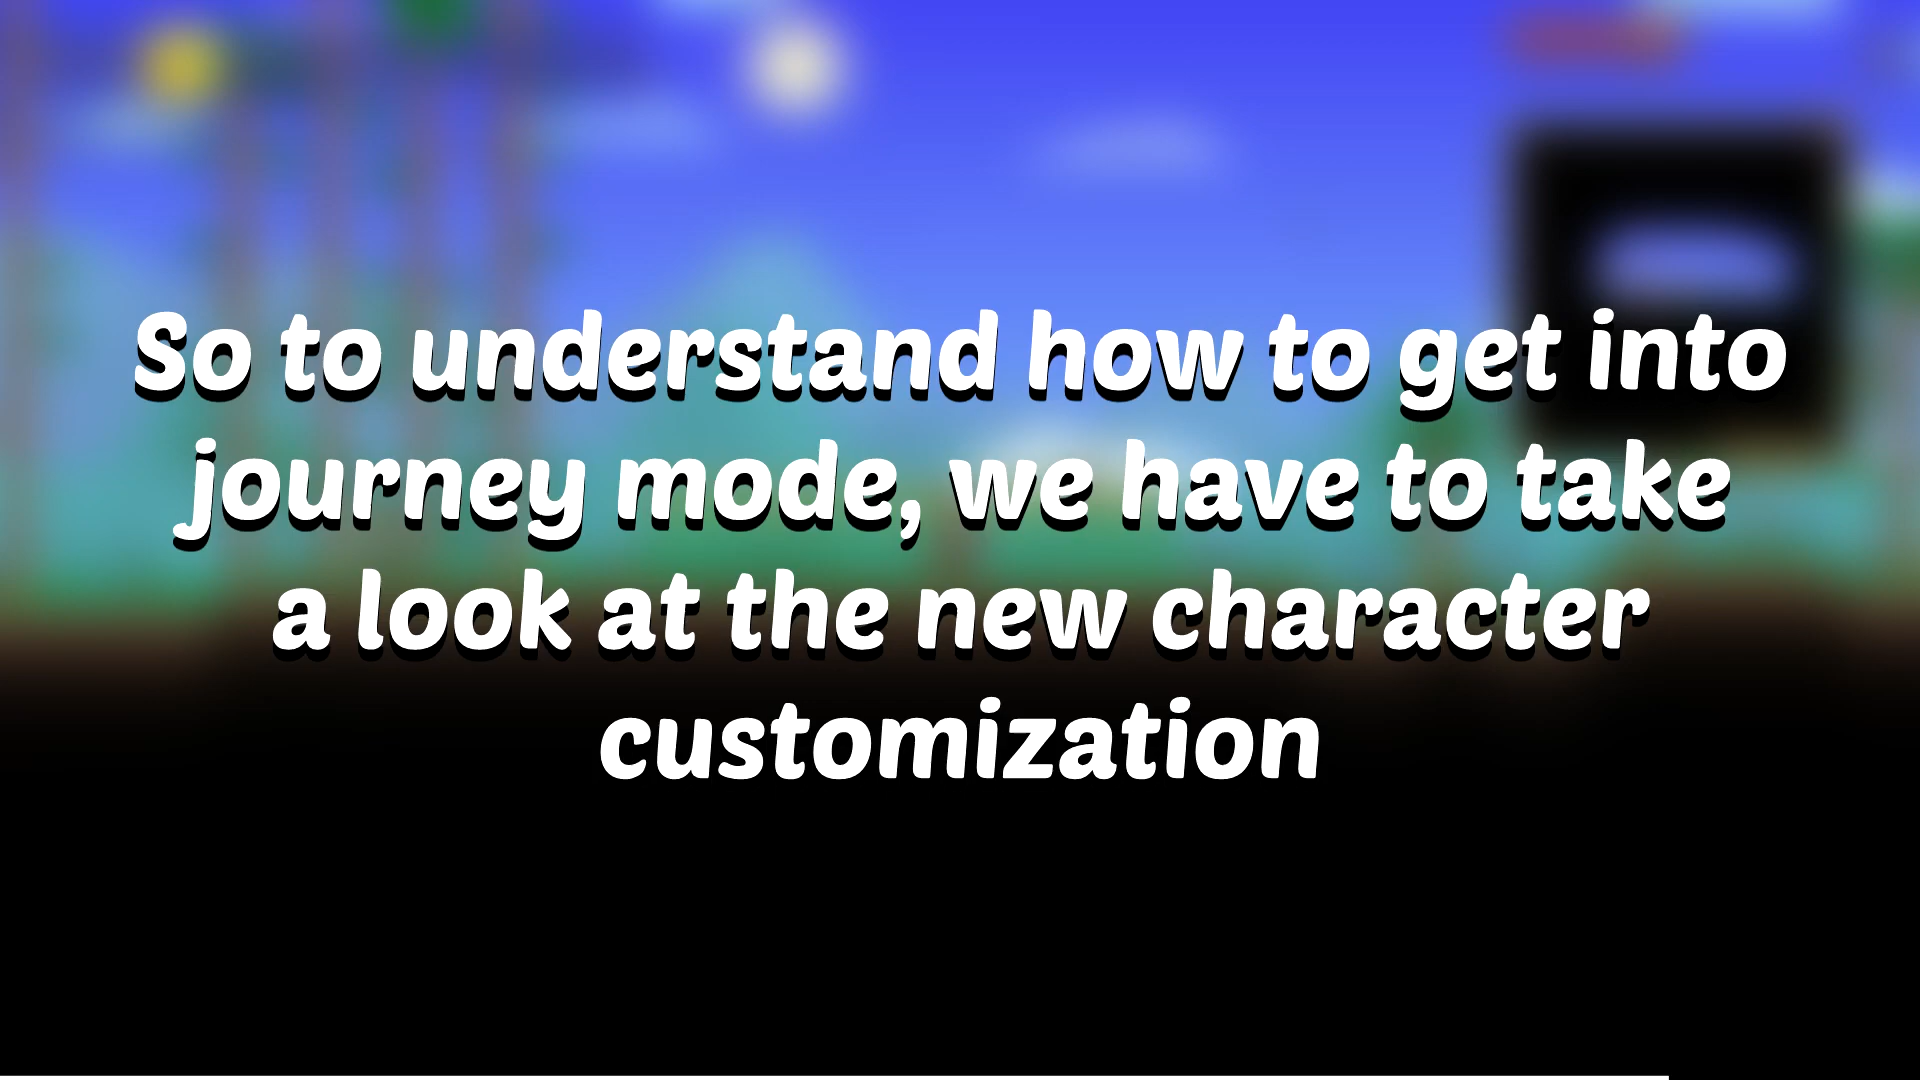 So to understand how to get into
journey mode, we have to take
a look at the new character
customization